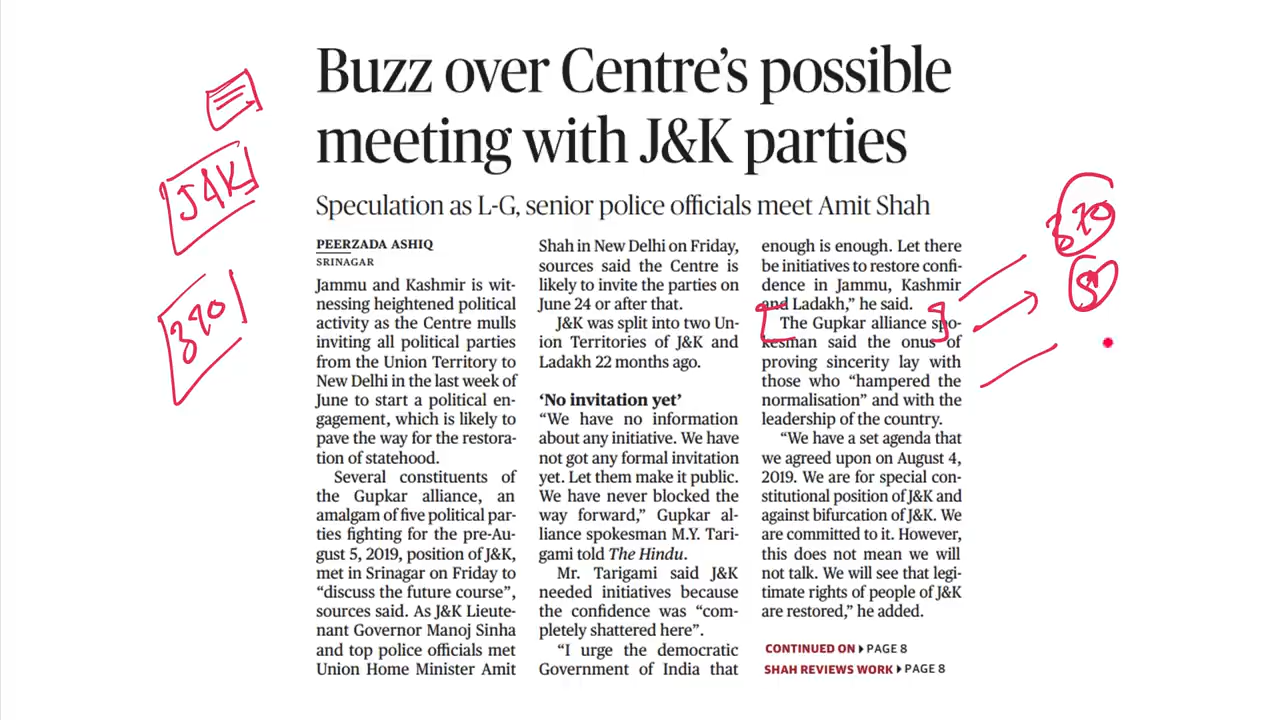 Buzz over Centre's possible
meeting with J&K parties
Speculation as L-G, senior police officials meet Amit Shah
PEERZADA ASHIQ
SRINAGAR
Jammu and Kashmir is wit-
nessing heightened political
activity as the Centre mulls
inviting all political parties
from the Union Territory to
New Delhi in the last week of
June to start a political en-
gagement, which is likely to
pave the way for the restora-
tion of statehood.
Several constituents of
the Gupkar alliance, an
amalgam of five political par-
ties fighting for the pre-Au-
gust 5, 2019, position of J&K,
met in Srinagar on Friday to
“discuss the future course”,
sources said. As J&K Lieute-
nant Governor Manoj Sinha
and top police officials met
Union Home Minister Amit
Shah in New Delhi on Friday,
sources said the Centre is
likely to invite the parties on
June 24 or after that.
J&K was split into two Un-
ion Territories of J&K and
Ladakh 22 months ago.
‘No invitation yet’
“We have no information
about any initiative. We have
not got any formal invitation
yet. Let them make it public.
We have never blocked the
way forward,” Gupkar al-
liance spokesman M.Y. Tari-
gami told The Hindu.
Mr. Tarigami said J&K
needed initiatives because
the confidence was “com-
pletely shattered here”.
“I urge the democratic
Government of India that
enough is enough. Let there
be initiatives to restore confi-
dence in Jammu, Kashmir
and Ladakh,” he said.
The Gupkar alliance spo-
kesman said the onus of
proving sincerity lay with
those who “hampered the
normalisation” and with the
leadership of the country.
“We have a set agenda that
we agreed upon on August 4,
2019. We are for special con-
stitutional position of J&K and
against bifurcation of J&K. We
are committed to it. However,
this does not mean we will
not talk. We will see that legi-
timate rights of people of J&K
are restored,” he added.
CONTINUED ON PAGE 8
SHAH REVIEWS WORK PAGE 8
J&K
370
370